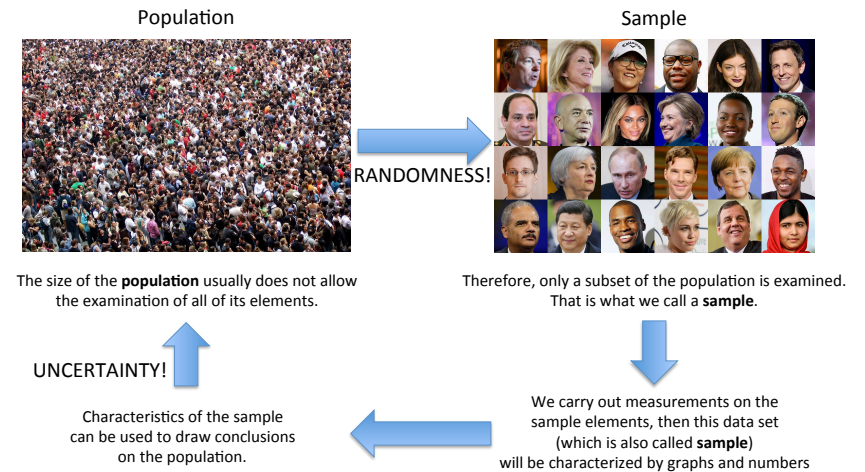 Population
Sample
RANDOMNESS!
The size of the population usually does not allow
the examination of all of its elements.
Therefore, only a subset of the population is examined.
That is what we call a sample.
UNCERTAINTY!
We carry out measurements on the
sample elements, then this data set
(which is also called sample)
will be characterized by graphs and numbers
Characteristics of the sample
can be used to draw conclusions
on the population.